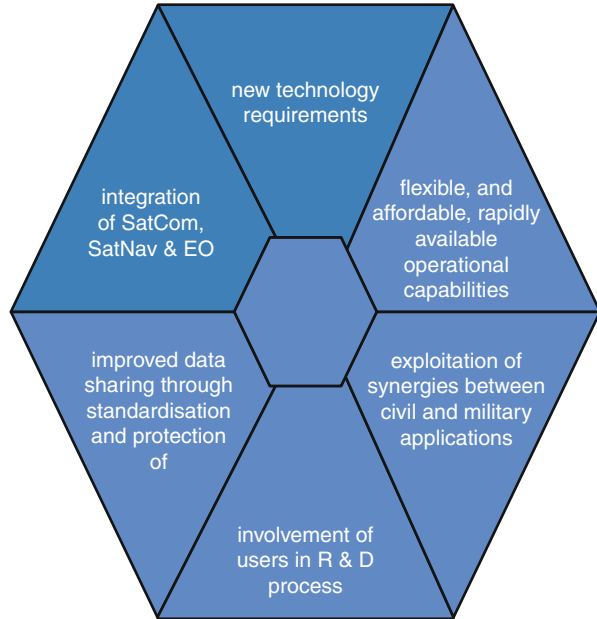 new technology
requirements
integration
of SatCom,
SatNav & EO
flexible, and
affordable, rapidly
available
operational
capabilities
improved data
sharing through
standardisation
and protection
of
exploitation of
synergies between
civil and military
applications
involvement of
users in R & D
process